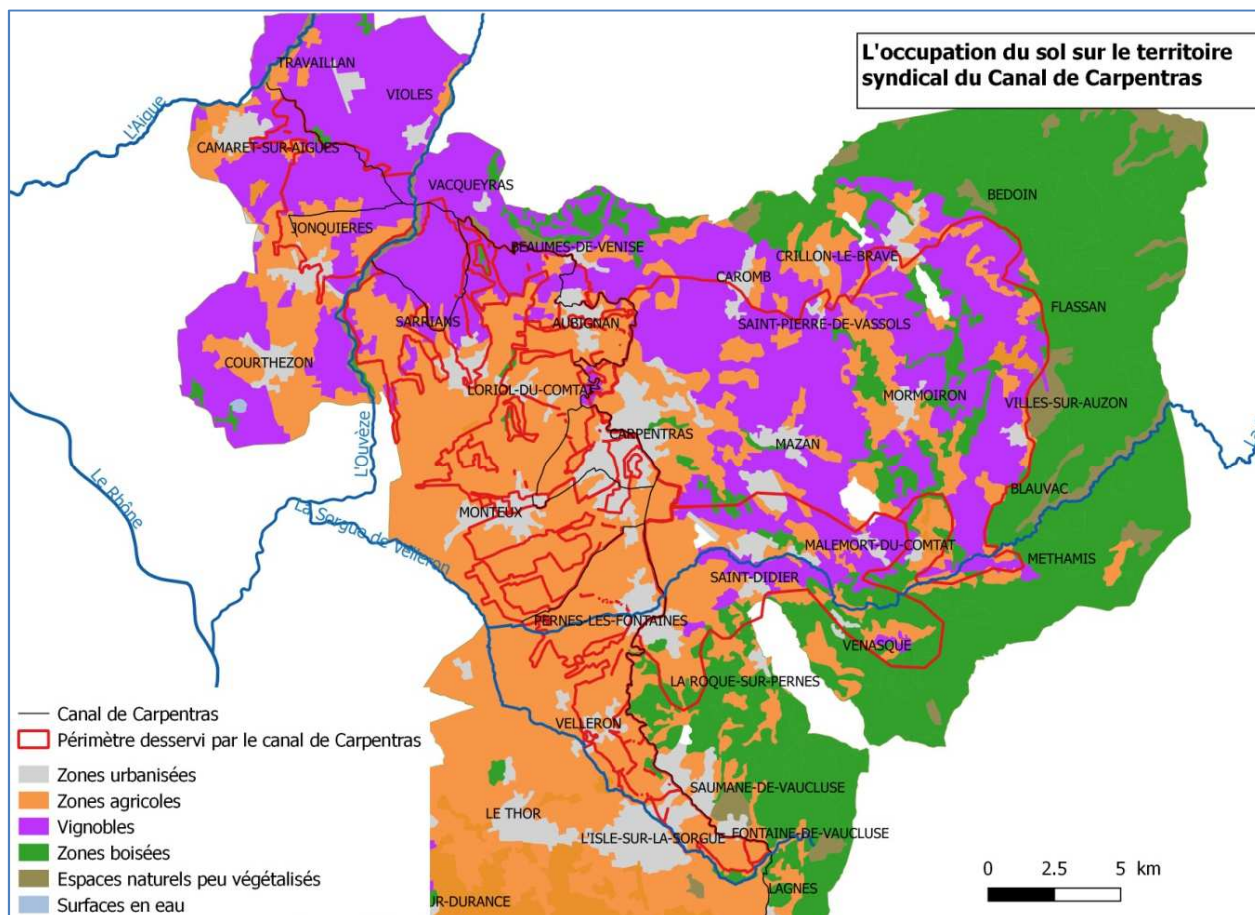 L'occupation du sol sur le territoire
syndical du Canal de Carpentras
TRAVAILLAN
VIOLES
L'Aigue
CAMARET-SUR-AIGUES
VACQUEYRAS
BEDOIN
JONQUIERES
BEAUMES-DE-VENISE
CRILLON-LE-BRAVE
CAROMB
FLASSAN
SARRIANS
AUBIGNAN
SAINT-PIERRE-DE-VASSOLS
COURTHEZON
LORIOL-DU-COMTAT
MORMOIRON
VILLES-SUR-AUZON
L'Ouvèze
CARPENTRAS
MAZAN
La
Le Rhône
BLAUVAC
MONTEUX
La Sorgue de Velleron
MALEMORT-DU-COMTAT
METHAMIS
SAINT-DIDIER
PERNES-LES-FONTAINES
VENASQUE
LA ROQUE-SUR-PERNES
VELLERON
SAUMANE-DE-VAUCLUSE
LE THOR
L'ISLE-SUR-LA-SORGUE
FONTAINE-DE-VAUCLUSE
LAGNES
UR-DURANCE
Canal de Carpentras
Périmètre desservi par le canal de Carpentras
Zones urbanisées
Zones agricoles
Vignobles
Zones boisées
Espaces naturels peu végétalisés
Surfaces en eau
0 2.5 5 km